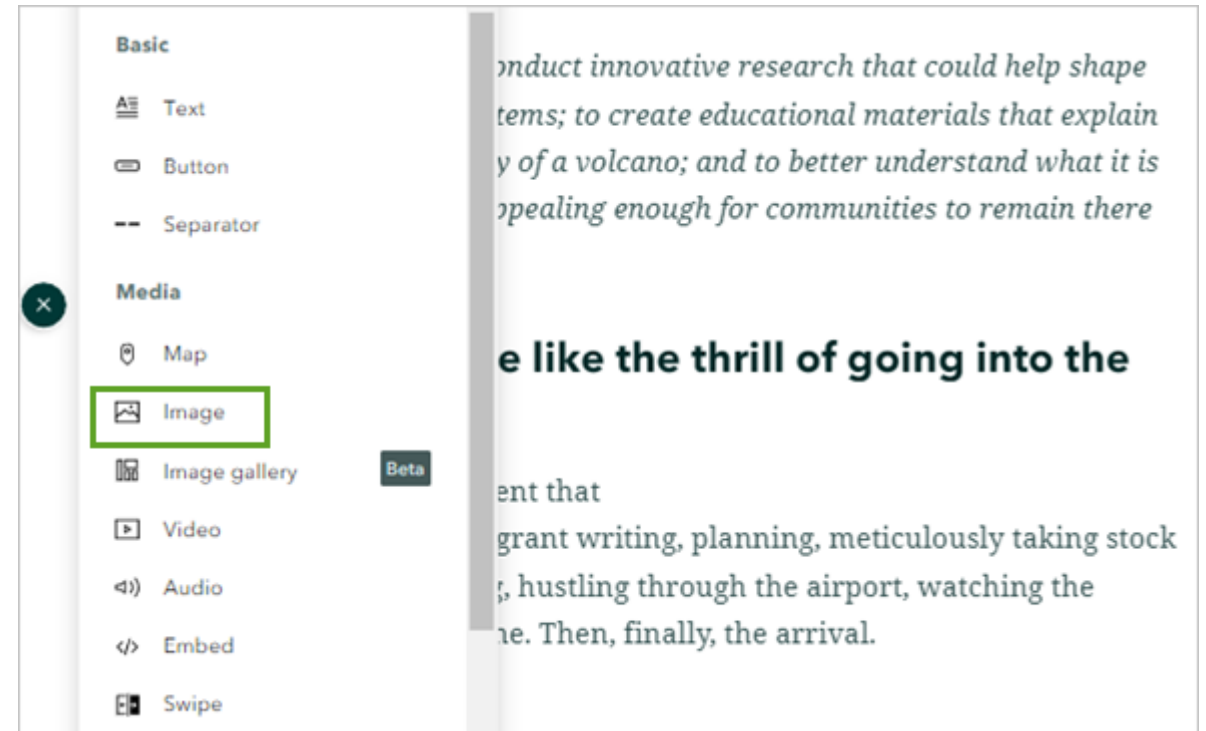 Basic
Text
Button
Separator
Media
Map
Image
Image gallery Beta
Video
Audio
Embed
Swipe
onduct innovative research that could help shape
tems; to create educational materials that explain
y of a volcano; and to better understand what it is
ppealing enough for communities to remain there
e like the thrill of going into the
ent that
grant writing, planning, meticulously taking stock
, hustling through the airport, watching the
ne. Then, finally, the arrival.